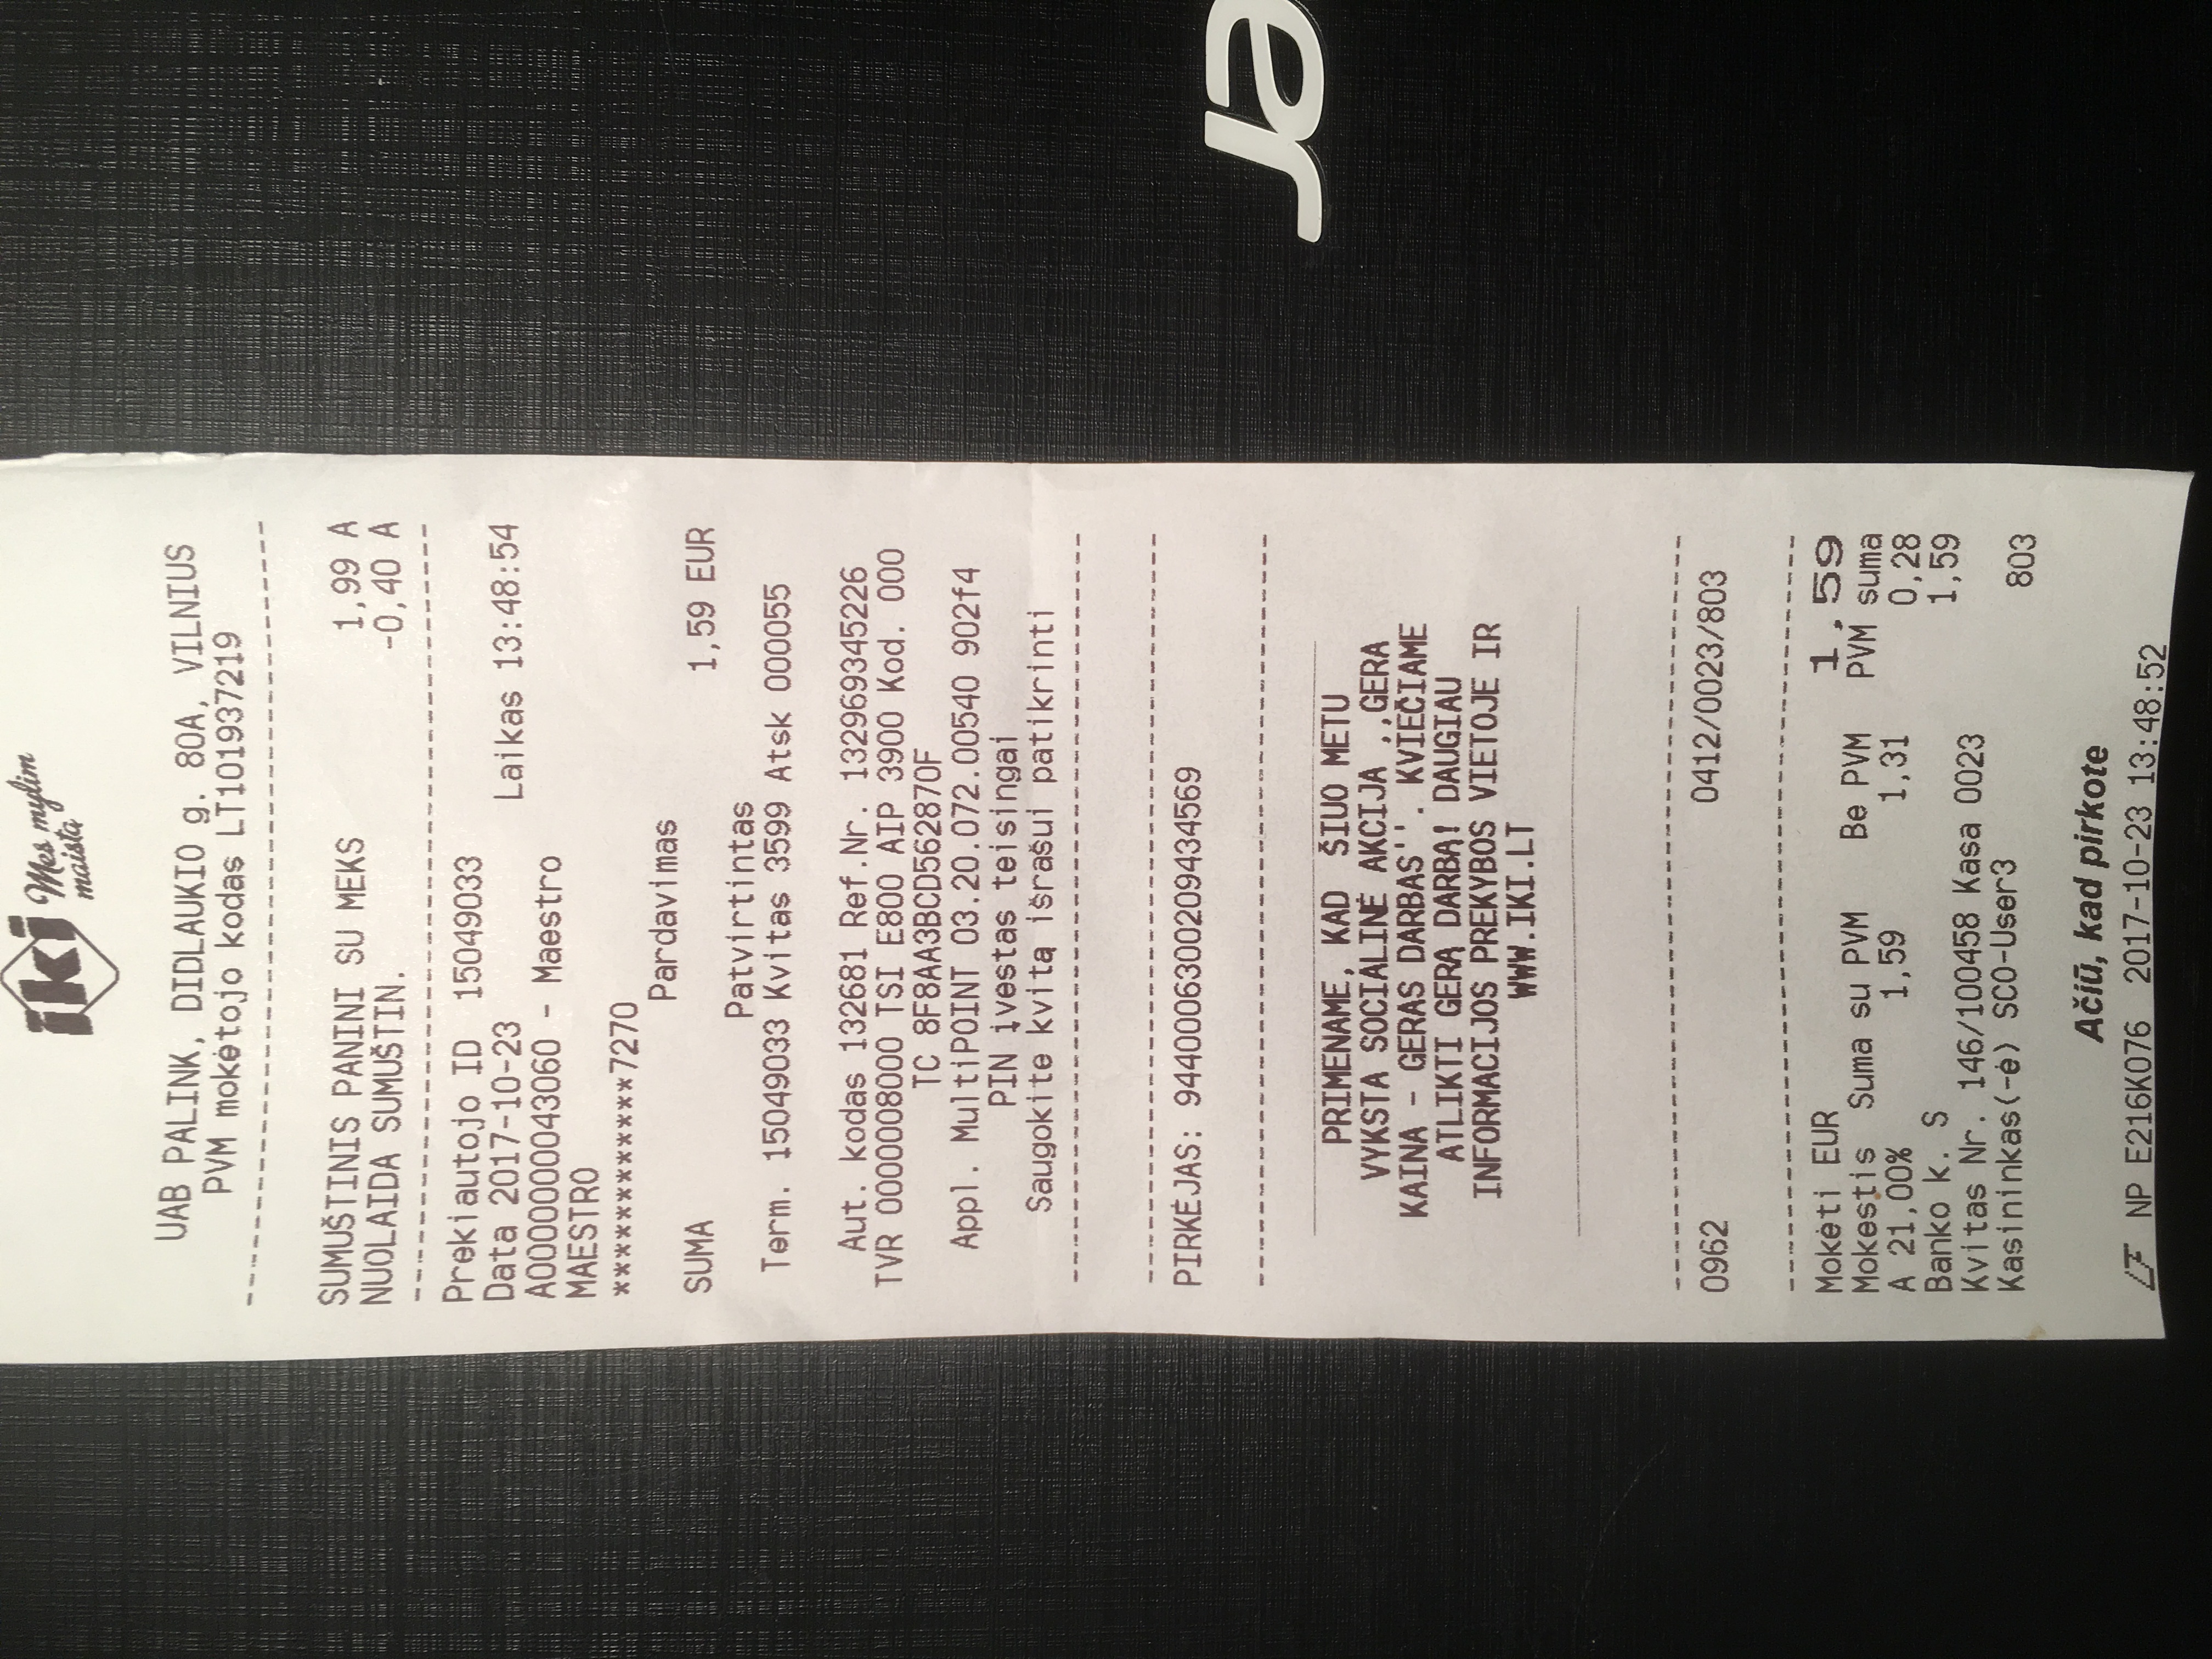 iki Mes mylim
maistą
UAB PALINK, DIDLAUKIO g. 80A, VILNIUS
PVM mokėtojo kodas LT101937219
SUMUŠTINIS PANINI SU MEKS 1,99 A
NUOLAIDA SUMUŠTIN. -0,40 A
Prekiautojo ID 15049033
Data 2017-10-23 Laikas 13:48:54
A0000000043060 - Maestro
MAESTRO
************7270
Pardavimas
SUMA 1,59 EUR
Patvirtintas
Term. 15049033 Kvitas 3599 Atsk 000055
Aut. kodas 132681 Ref.Nr. 132969345226
TVR 0000008000 TSI E800 AIP 3900 Kod. 000
TC 8F8AA3BCD562870F
Appl. MultiPOINT 03.20.072.00540 902f4
PIN įvestas teisingai
Saugokite kvitą išrašui patikrinti
PIRKĖJAS: 9440006300209434569
PRIMENAME, KAD ŠIUO METU
VYKSTA SOCIALINĖ AKCIJA ,,GERA
KAINA - GERAS DARBAS''. KVIEČIAME
ATLIKTI GERĄ DARBĄ! DAUGIAU
INFORMACIJOS PREKYBOS VIETOJE IR
WWW.IKI.LT
0962 0412/0023/803
Mokėti EUR 1,59
Mokestis Suma su PVM Be PVM PVM suma
A 21,00% 1,59 1,31 0,28
Banko k. S 1,59
Kvitas Nr. 146/100458 Kasa 0023
Kasininkas(-ė) SCO-User3 803
Ačiū, kad pirkote
NP E216K076 2017-10-23 13:48:52